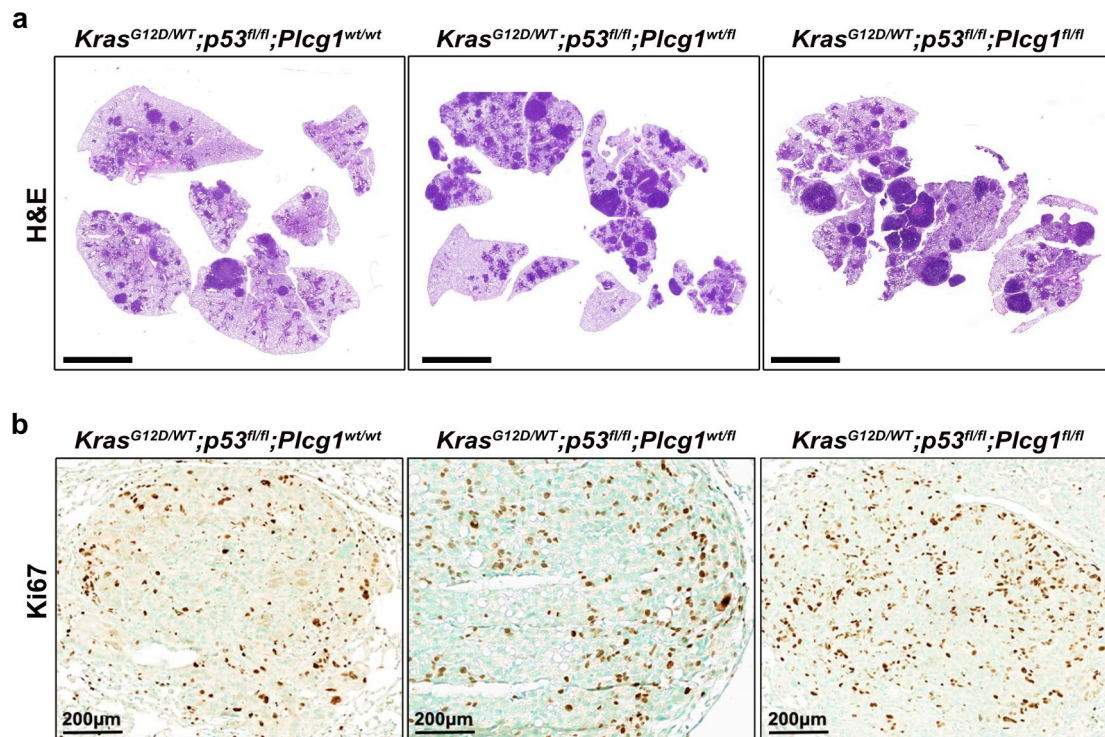 a
Kras^G12D/WT;p53^fl/fl;Plcg1^wt/wt
Kras^G12D/WT;p53^fl/fl;Plcg1^wt/fl
Kras^G12D/WT;p53^fl/fl;Plcg1^fl/fl
H&E
b
Kras^G12D/WT;p53^fl/fl;Plcg1^wt/wt
Kras^G12D/WT;p53^fl/fl;Plcg1^wt/fl
Kras^G12D/WT;p53^fl/fl;Plcg1^fl/fl
Ki67
200µm
200µm
200µm